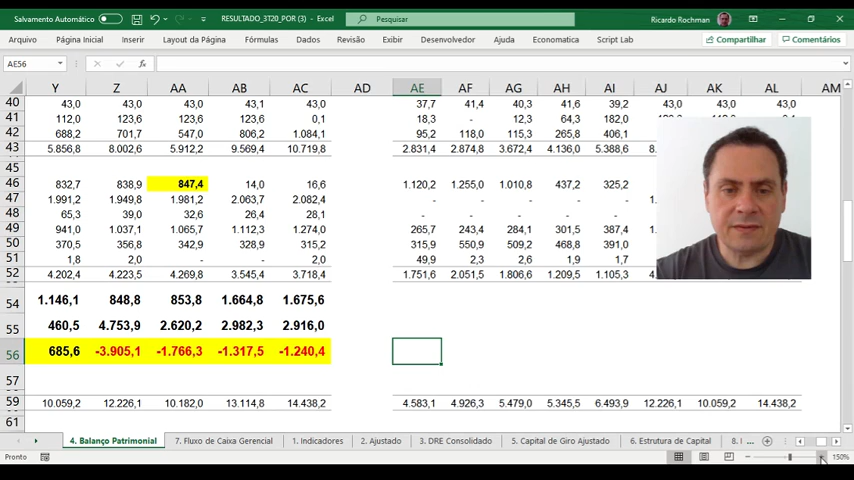 Salvamento Automático RESULTADO_3T20_POR (3) - Excel Pesquisar Ricardo Rochman
Arquivo Página Inicial Inserir Layout da Página Fórmulas Dados Revisão Exibir Desenvolvedor Ajuda Economatica Script Lab Compartilhar Comentários
AE56 fx
Y Z AA AB AC AD AE AF AG AH AI AJ AK AL AM
40 43,0 43,0 43,0 43,1 43,0 37,7 41,4 40,3 41,6 39,2 43,0 43,0 43,0
41 112,0 123,6 123,6 123,6 0,1 18,3 - 12,3 64,3 182,0
42 688,2 701,7 547,0 806,2 1.084,1 95,2 118,0 115,3 265,8 406,1
43 5.856,8 8.002,6 5.912,2 9.569,4 10.719,8 2.831,4 2.874,8 3.672,4 4.136,0 5.388,6 8.
45
46 832,7 838,9 847,4 14,0 16,6 1.120,2 1.255,0 1.010,8 437,2 325,2
47 1.991,2 1.949,8 1.981,2 2.063,7 2.082,4 - - - - - 1.
48 65,3 39,0 32,6 26,4 28,1 - - - - -
49 941,0 1.037,1 1.065,7 1.112,3 1.274,0 265,7 243,4 284,1 301,5 387,4
50 370,5 356,8 342,9 328,9 315,2 315,9 550,9 509,2 468,8 391,0
51 1,8 2,0 - - 2,0 49,9 2,3 2,6 1,9 1,7
52 4.202,4 4.223,5 4.269,8 3.545,4 3.718,4 1.751,6 2.051,5 1.806,6 1.209,5 1.105,3 4.
54 1.146,1 848,8 853,8 1.664,8 1.675,6
55 460,5 4.753,9 2.620,2 2.982,3 2.916,0
56 685,6 -3.905,1 -1.766,3 -1.317,5 -1.240,4
57
59 10.059,2 12.226,1 10.182,0 13.114,8 14.438,2 4.583,1 4.926,3 5.479,0 5.345,5 6.493,9 12.226,1 10.059,2 14.438,2
61
4. Balanço Patrimonial 7. Fluxo de Caixa Gerencial 1. Indicadores 2. Ajustado 3. DRE Consolidado 5. Capital de Giro Ajustado 6. Estrutura de Capital 8. I ...
Pronto 150%